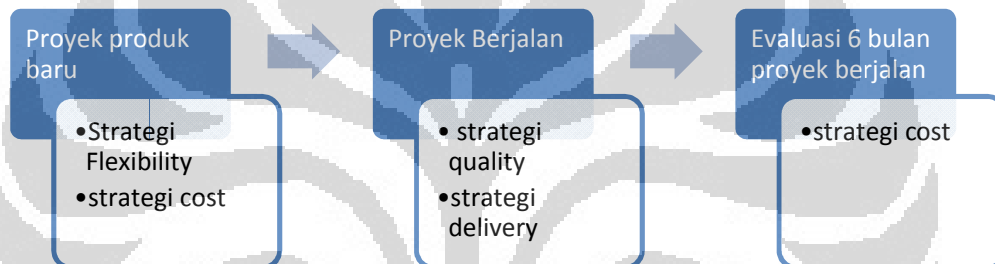 Proyek produk
baru
•Strategi
Flexibility
•strategi cost
Proyek Berjalan
• strategi
quality
•strategi
delivery
Evaluasi 6 bulan
proyek berjalan
•strategi cost